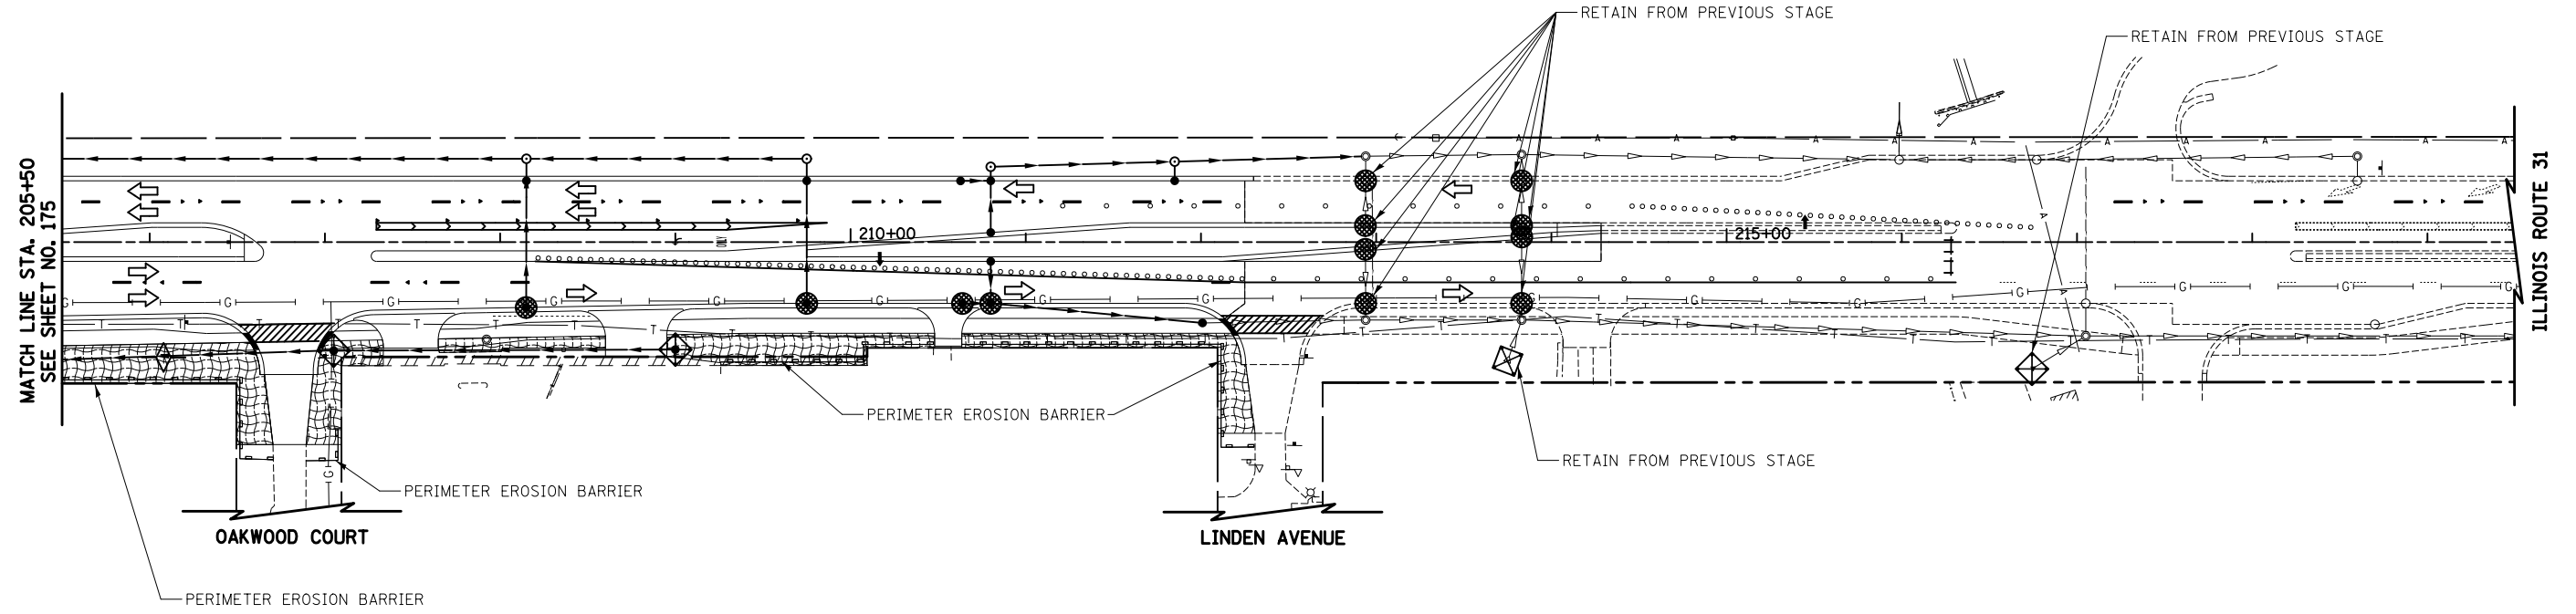 RETAIN FROM PREVIOUS STAGE
RETAIN FROM PREVIOUS STAGE
MATCH LINE STA. 205+50
SEE SHEET NO. 175
ILLINOIS ROUTE 31
210+00
215+00
ONLY
PERIMETER EROSION BARRIER
RETAIN FROM PREVIOUS STAGE
PERIMETER EROSION BARRIER
OAKWOOD COURT
LINDEN AVENUE
PERIMETER EROSION BARRIER